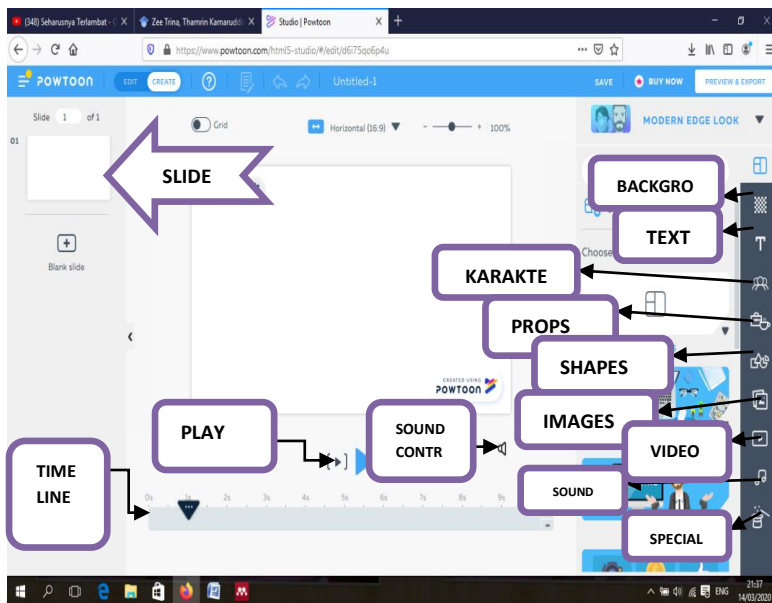 (348) Seharusnya Terlambat - 
Zee Trina, Thamrin Kamarudd
Studio | Powtoon
https://www.powtoon.com/html5-studio/#/edit/d6i75qo6p4u
POWTOON
EDIT
CREATE
Untitled-1
SAVE
BUY NOW
PREVIEW & EXPORT
Slide 1 of 1
Grid
Horizontal (16:9)
100%
MODERN EDGE LOOK
01
SLIDE
BACKGRO
TEXT
Choose
Blank slide
KARAKTE
PROPS
SHAPES
CREATED USING
POWTOON
IMAGES
PLAY
SOUND
CONTR
VIDEO
TIME
LINE
0s 1s 2s 3s 4s 5s 6s 7s 8s 9s
SOUND
SPECIAL
ENG
21:37
14/03/2020